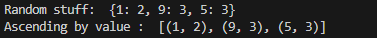 Random stuff:  {1: 2, 9: 3, 5: 3}
Ascending by value :  [(1, 2), (9, 3), (5, 3)]